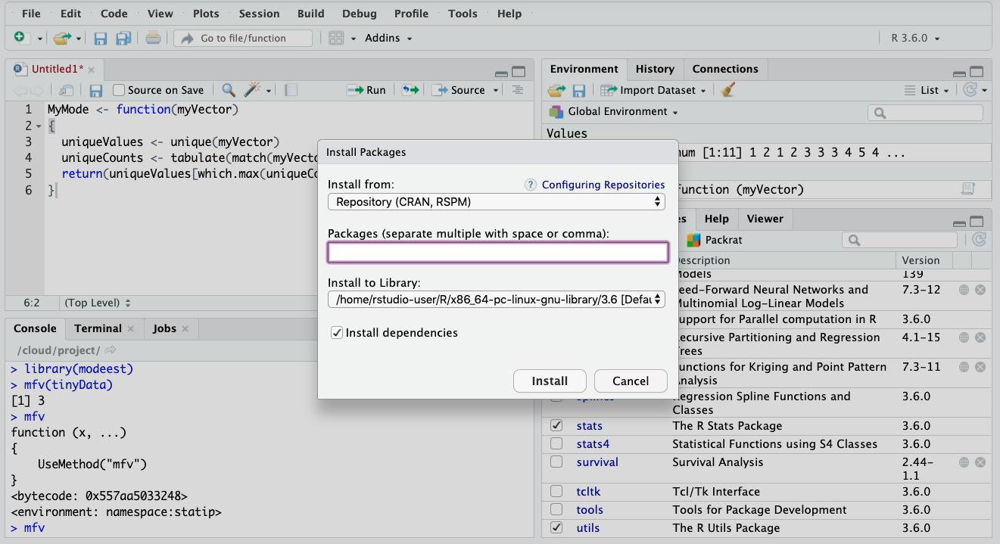 File Edit Code View Plots Session Build Debug Profile Tools Help
Go to file/function Addins R 3.6.0
Untitled1*
Source on Save Run Source
1 MyMode <- function(myVector)
2 {
3 uniqueValues <- unique(myVector)
4 uniqueCounts <- tabulate(match(myVecto
5 return(uniqueValues[which.max(uniqueCo
6 }
6:2 (Top Level)
Console Terminal Jobs
/cloud/project/
> library(modeest)
> mfv(tinyData)
[1] 3
> mfv
function (x, ...)
{
UseMethod("mfv")
}
<bytecode: 0x557aa5033248>
<environment: namespace:statip>
> mfv
Install Packages
Install from: ? Configuring Repositories
Repository (CRAN, RSPM)
Packages (separate multiple with space or comma):
Install to Library:
/home/rstudio-user/R/x86_64-pc-linux-gnu-library/3.6 [Defau
Install dependencies
Install Cancel
Environment History Connections
Import Dataset List
Global Environment
Values
num [1:11] 1 2 1 2 3 3 3 4 5 4 ...
function (myVector)
es Help Viewer
Packrat
Description Version
Models 139
eed-Forward Neural Networks and 7.3-12
Multinomial Log-Linear Models
upport for Parallel computation in R 3.6.0
ecursive Partitioning and Regression 4.1-15
Trees
unctions for Kriging and Point Pattern 7.3-11
Analysis
splines Regression Spline Functions and 3.6.0
Classes
stats The R Stats Package 3.6.0
stats4 Statistical Functions using S4 Classes 3.6.0
survival Survival Analysis 2.44-
1.1
tcltk Tcl/Tk Interface 3.6.0
tools Tools for Package Development 3.6.0
utils The R Utils Package 3.6.0